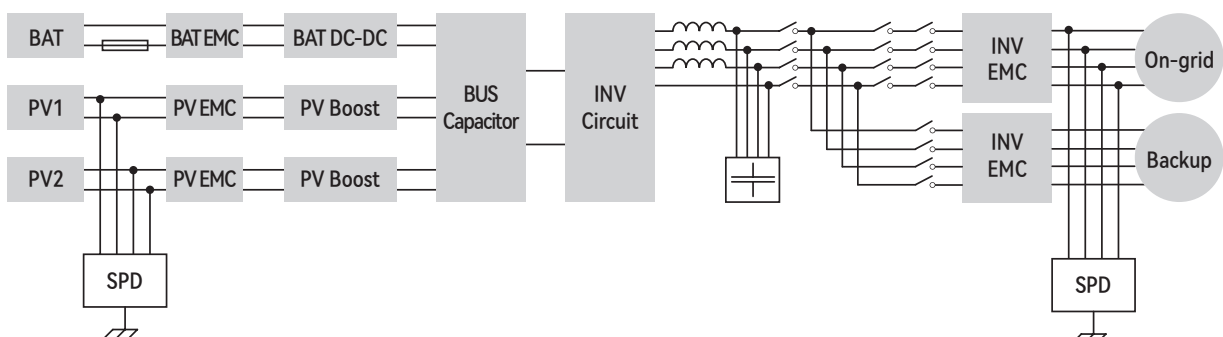 BAT
BAT EMC
BAT DC-DC
PV1
PV EMC
PV Boost
PV2
PV EMC
PV Boost
SPD
BUS
Capacitor
INV
Circuit
INV
EMC
On-grid
INV
EMC
Backup
SPD